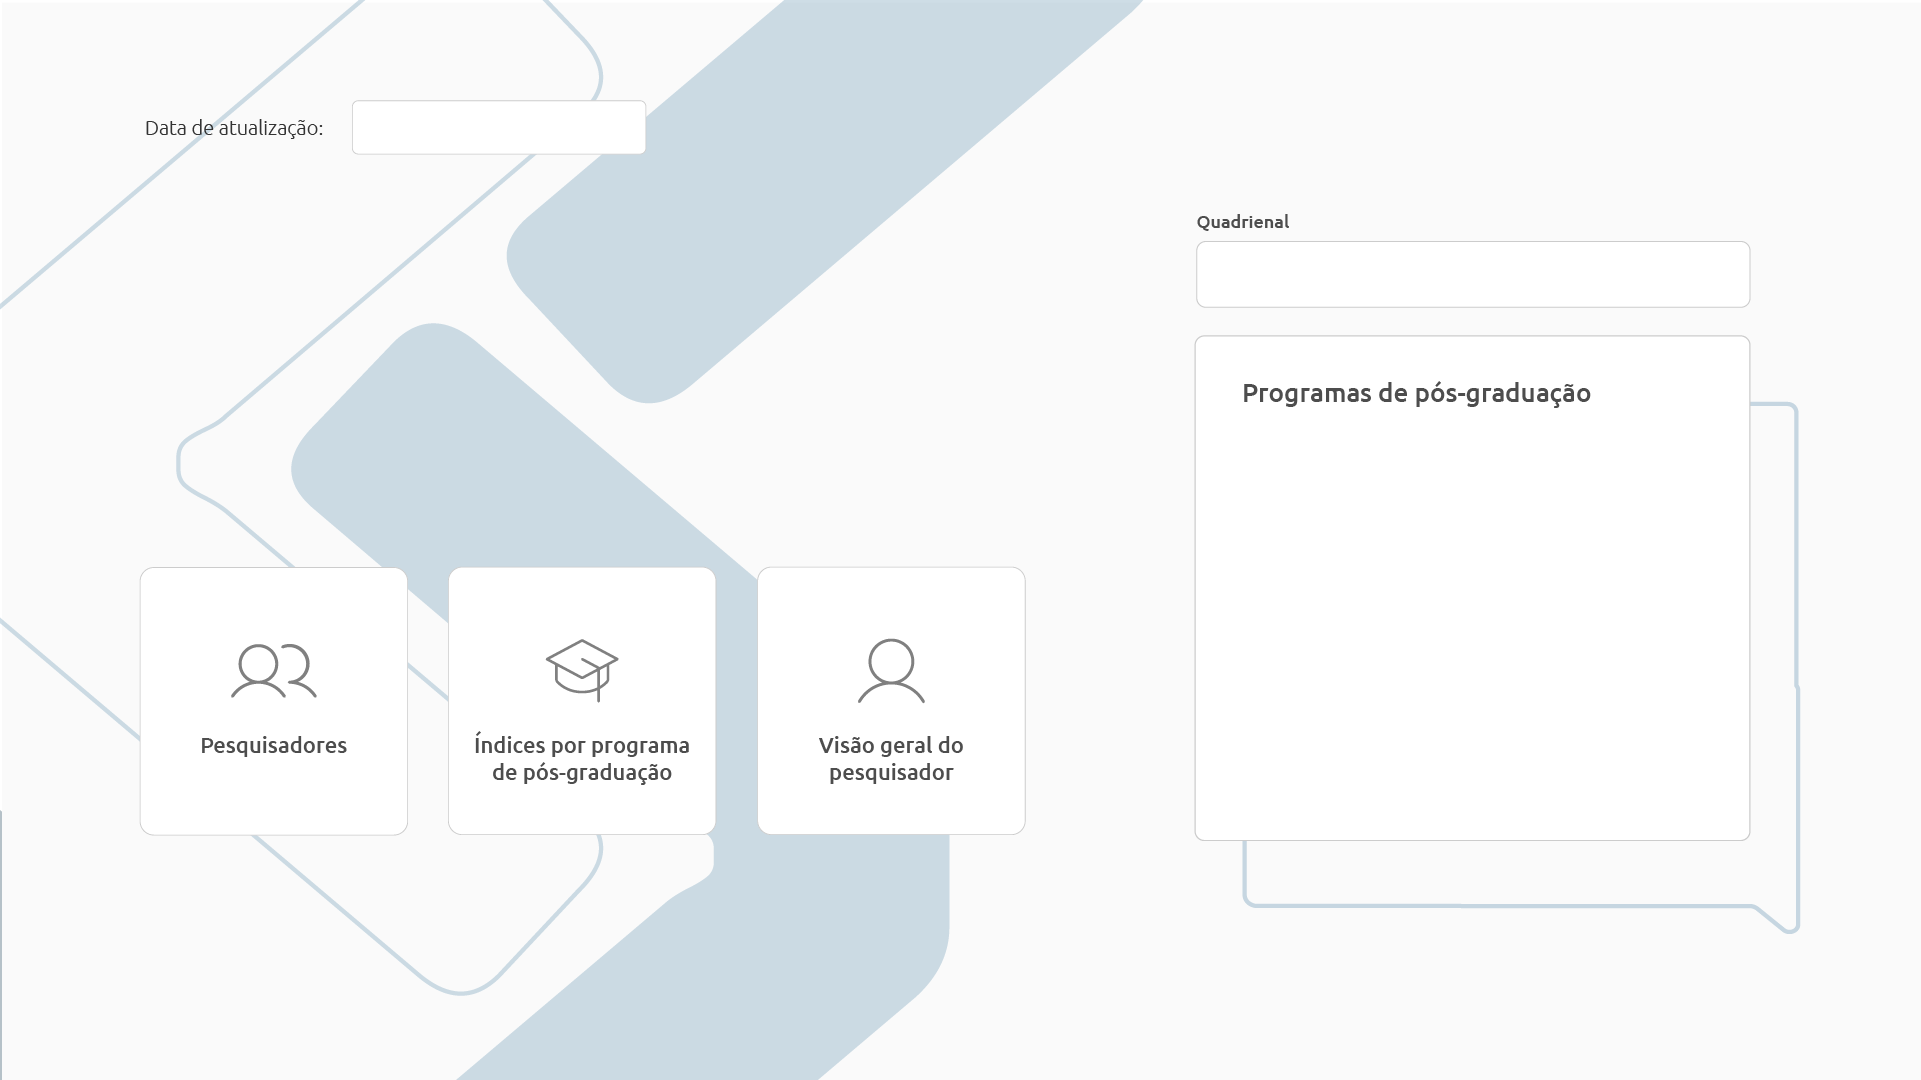 Data de atualização:
Quadrienal
Programas de pós-graduação
Pesquisadores
Índices por programa
de pós-graduação
Visão geral do
pesquisador